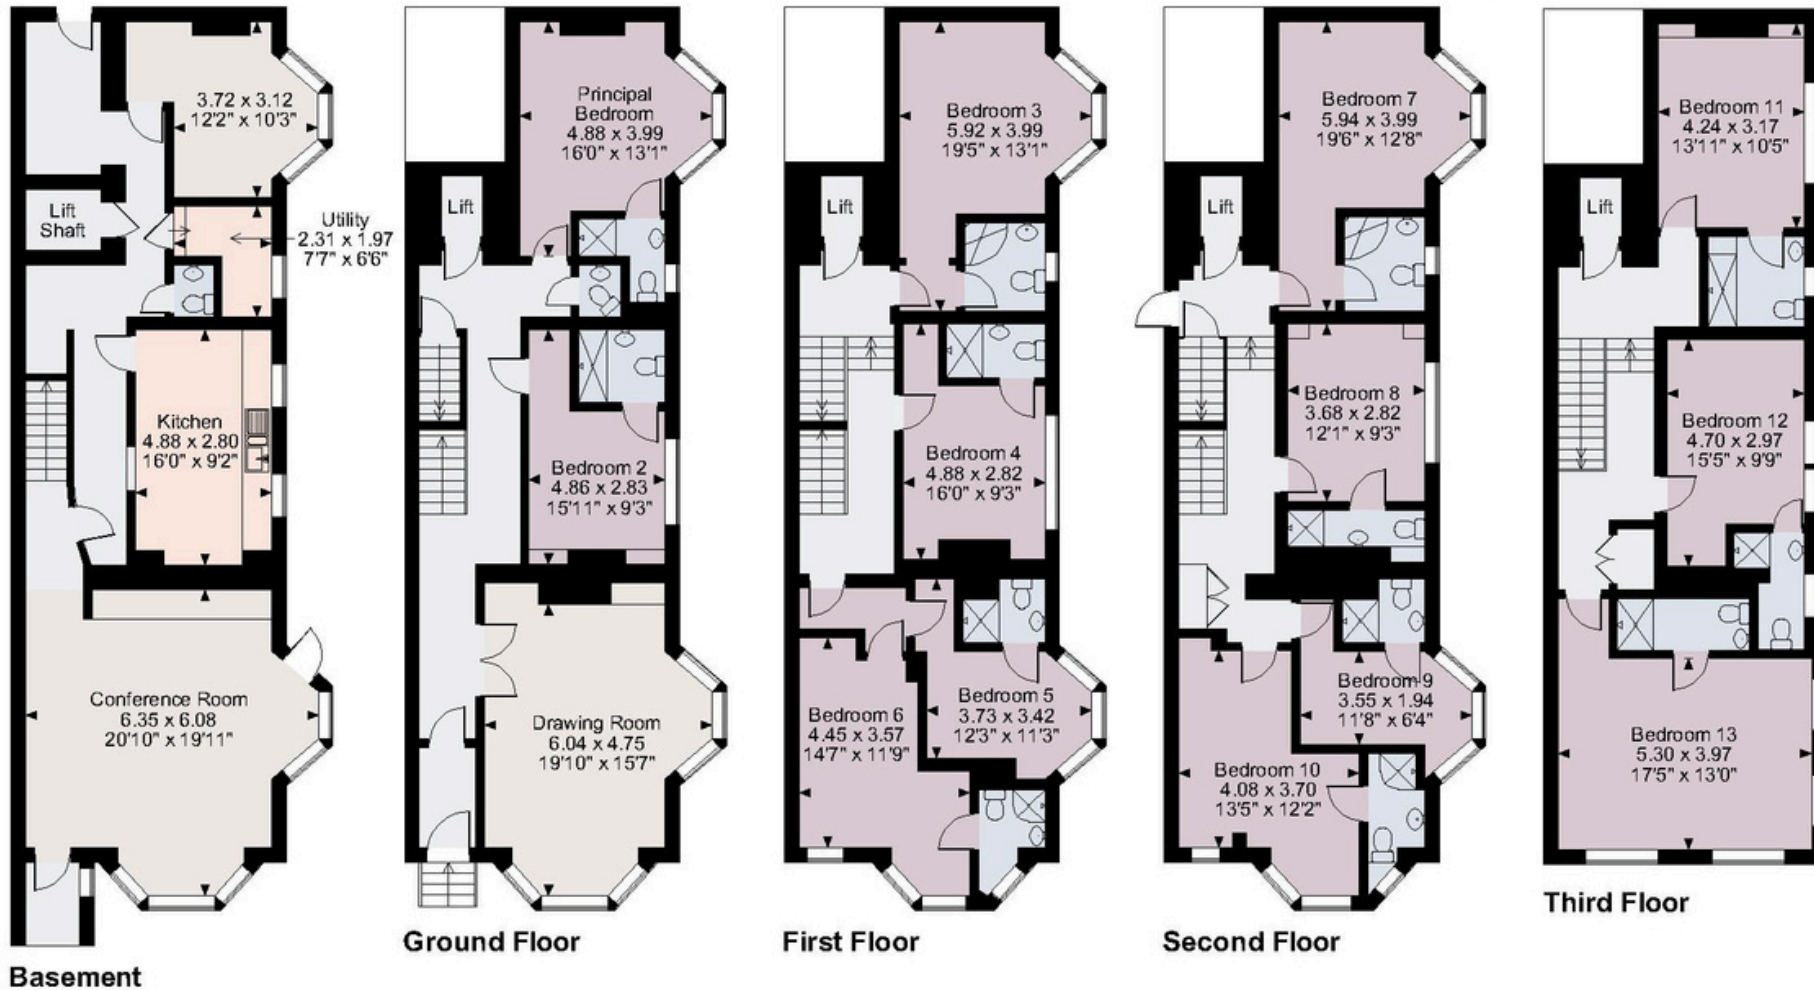 3.72 x 3.12
12'2" x 10'3"
Lift
Shaft
Utility
2.31 x 1.97
7'7" x 6'6"
Kitchen
4.88 x 2.80
16'0" x 9'2"
Conference Room
6.35 x 6.08
20'10" x 19'11"
Basement
Principal
Bedroom
4.88 x 3.99
16'0" x 13'1"
Lift
Bedroom 2
4.86 x 2.83
15'11" x 9'3"
Drawing Room
6.04 x 4.75
19'10" x 15'7"
Ground Floor
Bedroom 3
5.92 x 3.99
19'5" x 13'1"
Lift
Bedroom 4
4.88 x 2.82
16'0" x 9'3"
Bedroom 5
3.73 x 3.42
12'3" x 11'3"
Bedroom 6
4.45 x 3.57
14'7" x 11'9"
First Floor
Bedroom 7
5.94 x 3.99
19'6" x 12'8"
Lift
Bedroom 8
3.68 x 2.82
12'1" x 9'3"
Bedroom 9
3.55 x 1.94
11'8" x 6'4"
Bedroom 10
4.08 x 3.70
13'5" x 12'2"
Second Floor
Bedroom 11
4.24 x 3.17
13'11" x 10'5"
Lift
Bedroom 12
4.70 x 2.97
15'5" x 9'9"
Bedroom 13
5.30 x 3.97
17'5" x 13'0"
Third Floor